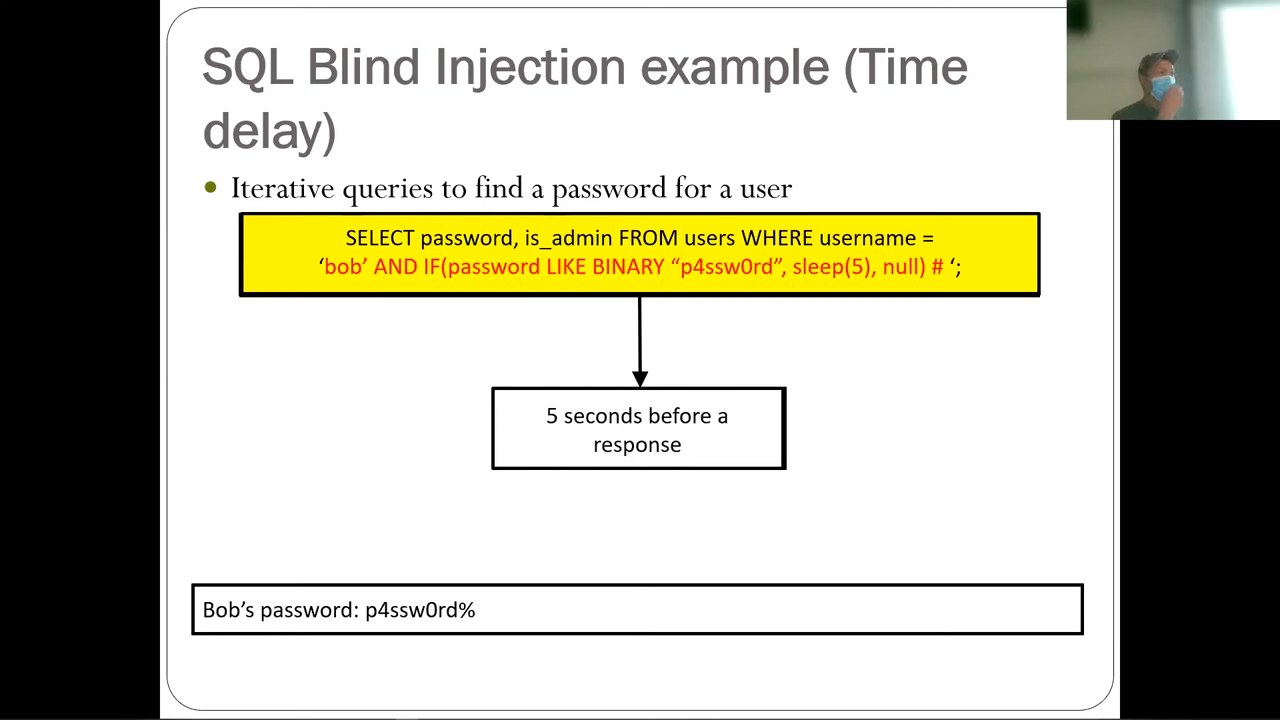 SQL Blind Injection example (Time
delay)
• Iterative queries to find a password for a user
SELECT password, is_admin FROM users WHERE username =
‘bob’ AND IF(password LIKE BINARY “p4ssw0rd”, sleep(5), null) # ‘;
5 seconds before a
response
Bob’s password: p4ssw0rd%